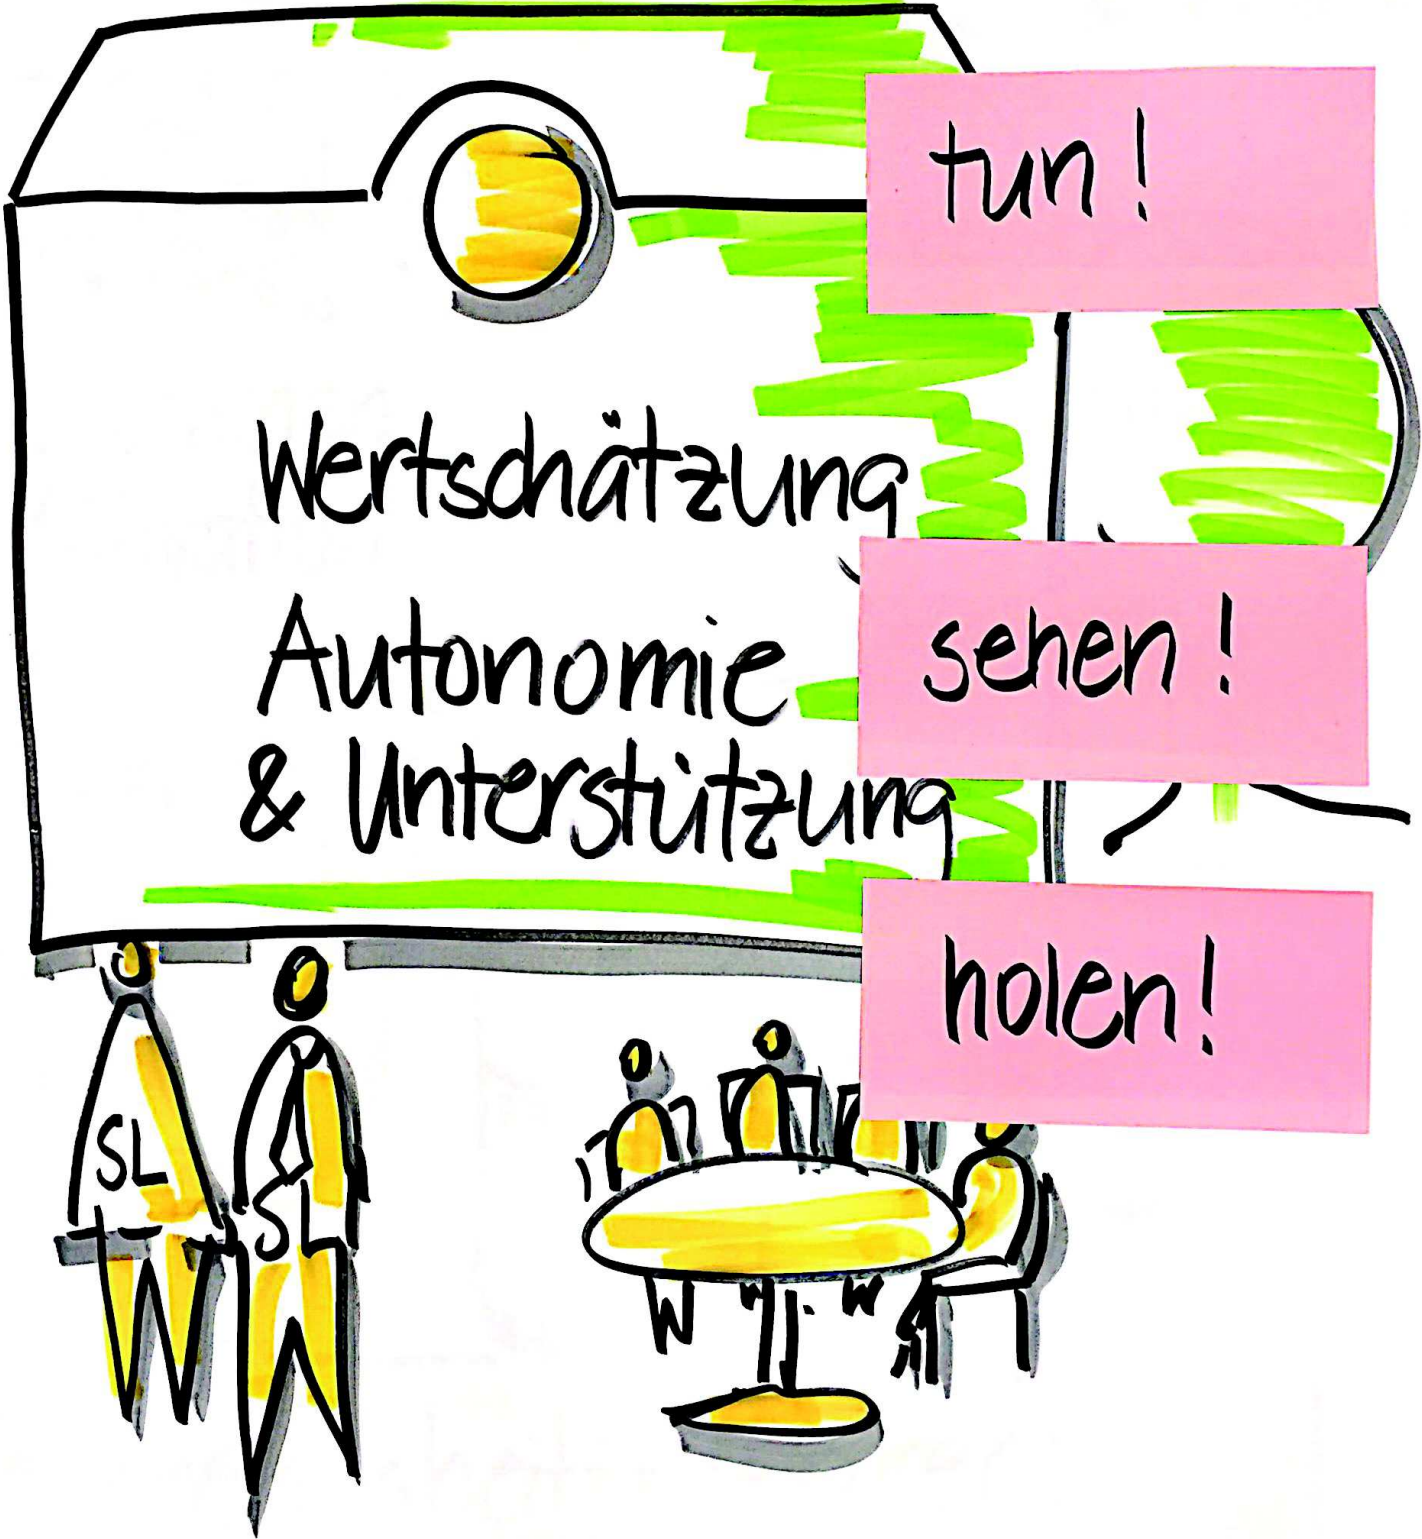 tun!
Wertschätzung
sehen!
Autonomie
& Unterstützung
holen!
SL
SL